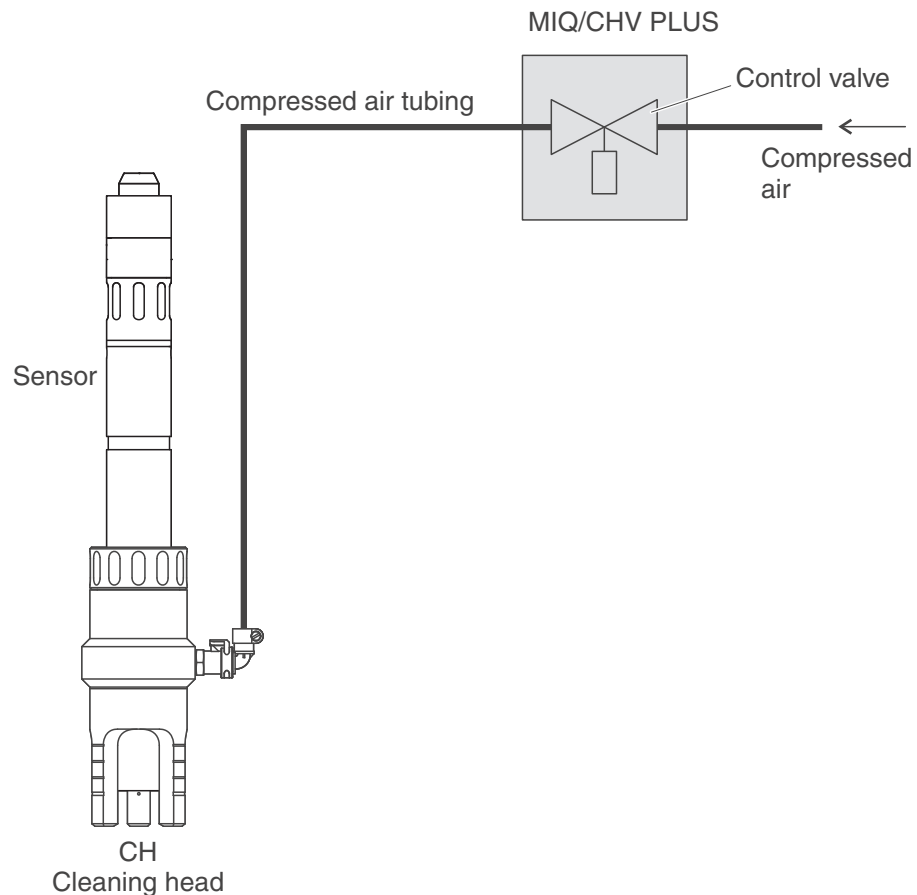 MIQ/CHV PLUS
Control valve
Compressed air tubing
Compressed
air
Sensor
CH
Cleaning head